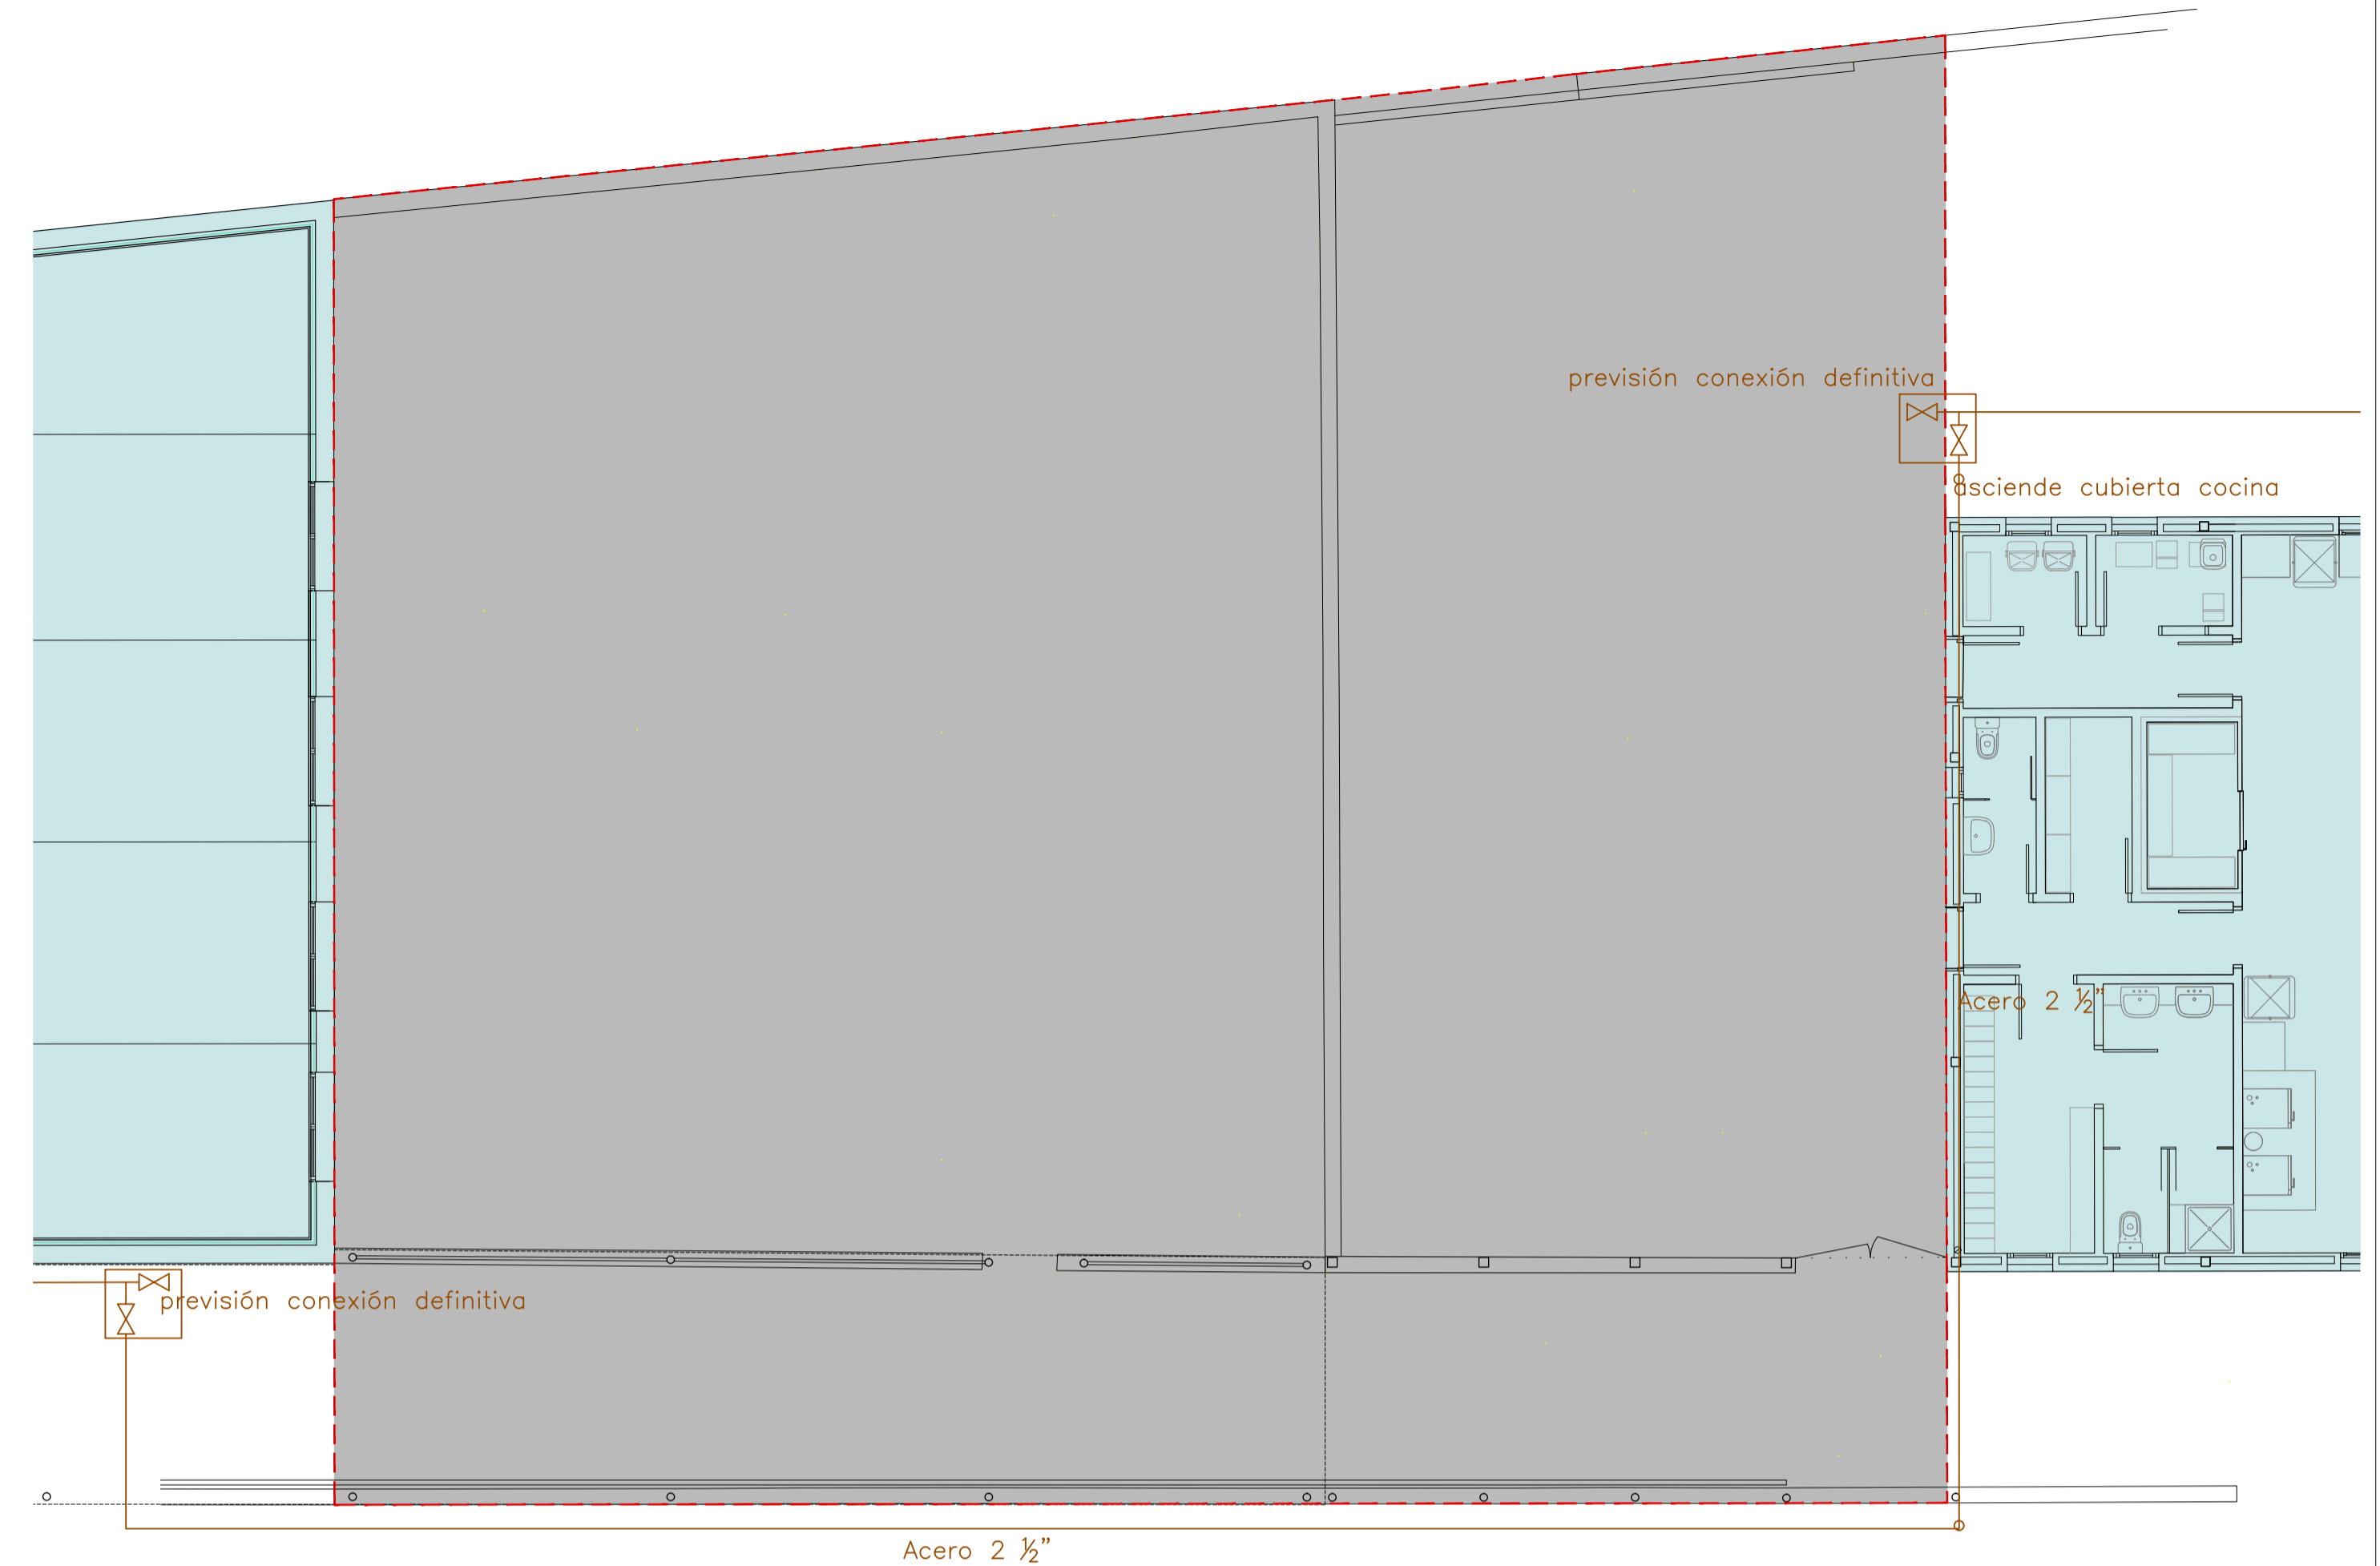 previsión conexión definitiva
asciende cubierta cocina
Acero 2 ½”
previsión conexión definitiva
Acero 2 ½”